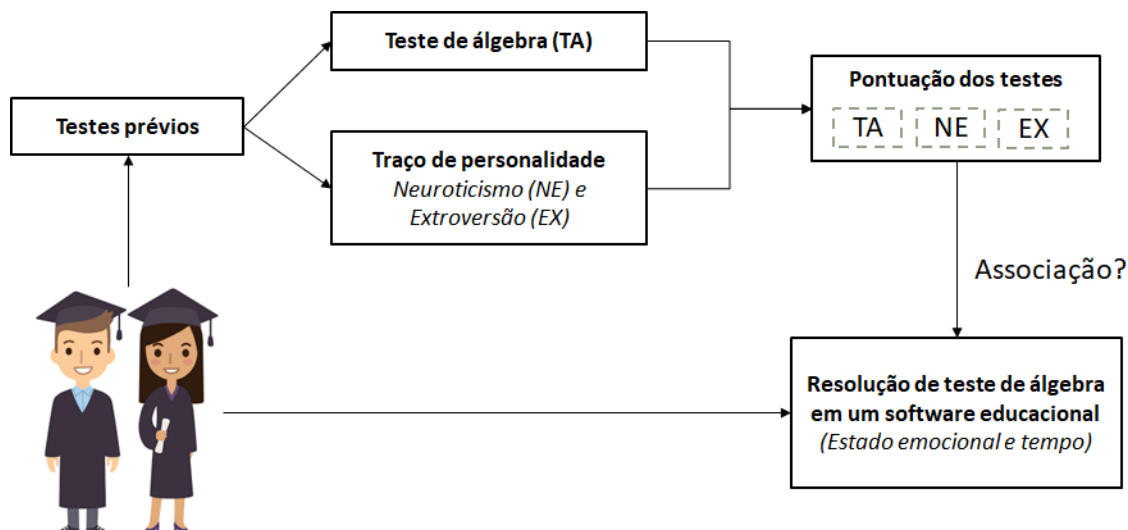 Teste de álgebra (TA)
Testes prévios
Traço de personalidade
Neuroticismo (NE) e
Extroversão (EX)
Pontuação dos testes
TA NE EX
Associação?
Resolução de teste de álgebra
em um software educacional
(Estado emocional e tempo)